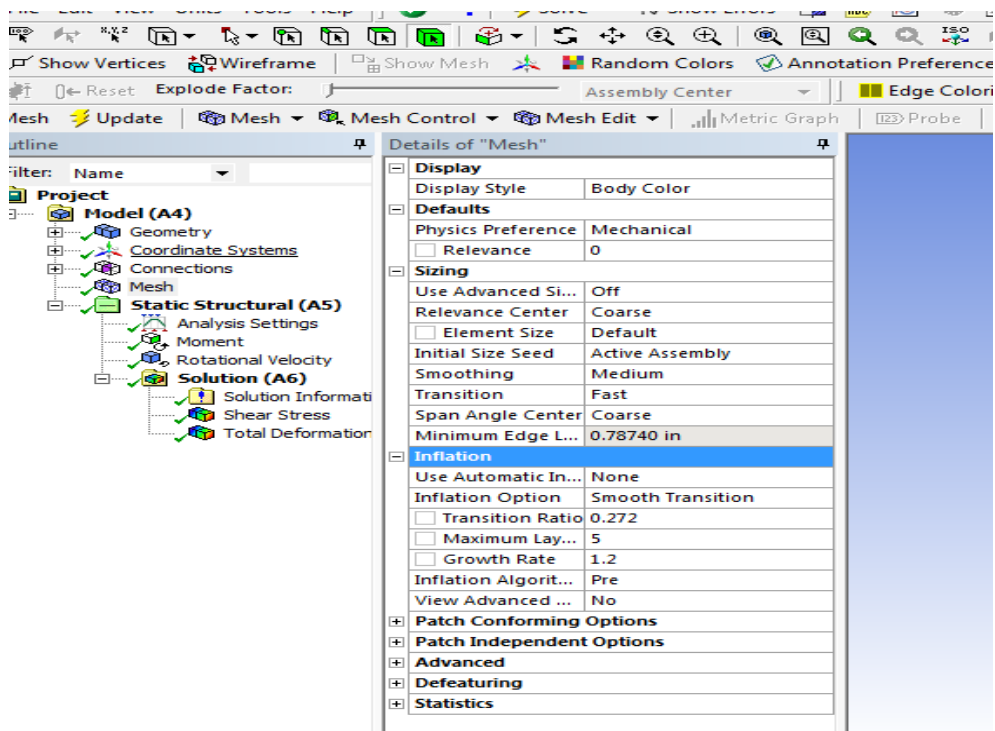 Show Vertices Wireframe Show Mesh Random Colors Annotation Preference
Reset Explode Factor: Assembly Center Edge Colori
Mesh Update Mesh Mesh Control Mesh Edit Metric Graph Probe
utline
Filter: Name
Project
Model (A4)
Geometry
Coordinate Systems
Connections
Mesh
Static Structural (A5)
Analysis Settings
Moment
Rotational Velocity
Solution (A6)
Solution Informati
Shear Stress
Total Deformation
Details of "Mesh"
Display
Display Style Body Color
Defaults
Physics Preference Mechanical
Relevance 0
Sizing
Use Advanced Si... Off
Relevance Center Coarse
Element Size Default
Initial Size Seed Active Assembly
Smoothing Medium
Transition Fast
Span Angle Center Coarse
Minimum Edge L... 0.78740 in
Inflation
Use Automatic In... None
Inflation Option Smooth Transition
Transition Ratio 0.272
Maximum Lay... 5
Growth Rate 1.2
Inflation Algorit... Pre
View Advanced ... No
Patch Conforming Options
Patch Independent Options
Advanced
Defeaturing
Statistics